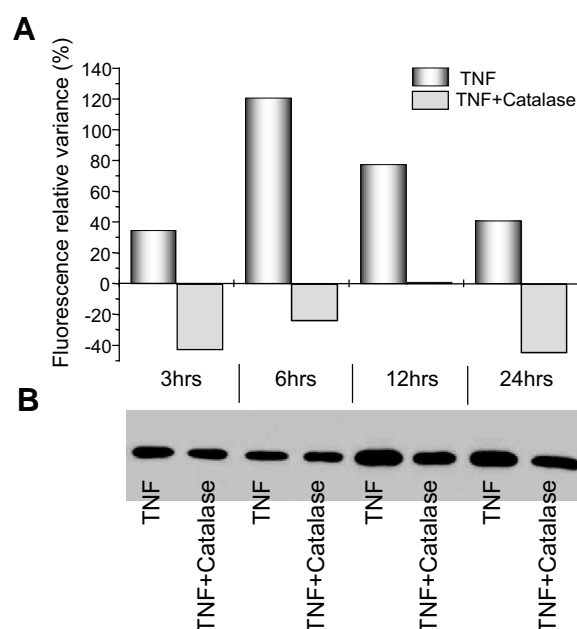 A
Fluorescence relative variance (%)
140
120
100
80
60
40
20
0
-20
-40
TNF
TNF+Catalase
3hrs 6hrs 12hrs 24hrs
B
TNF TNF+Catalase TNF TNF+Catalase TNF TNF+Catalase TNF TNF+Catalase